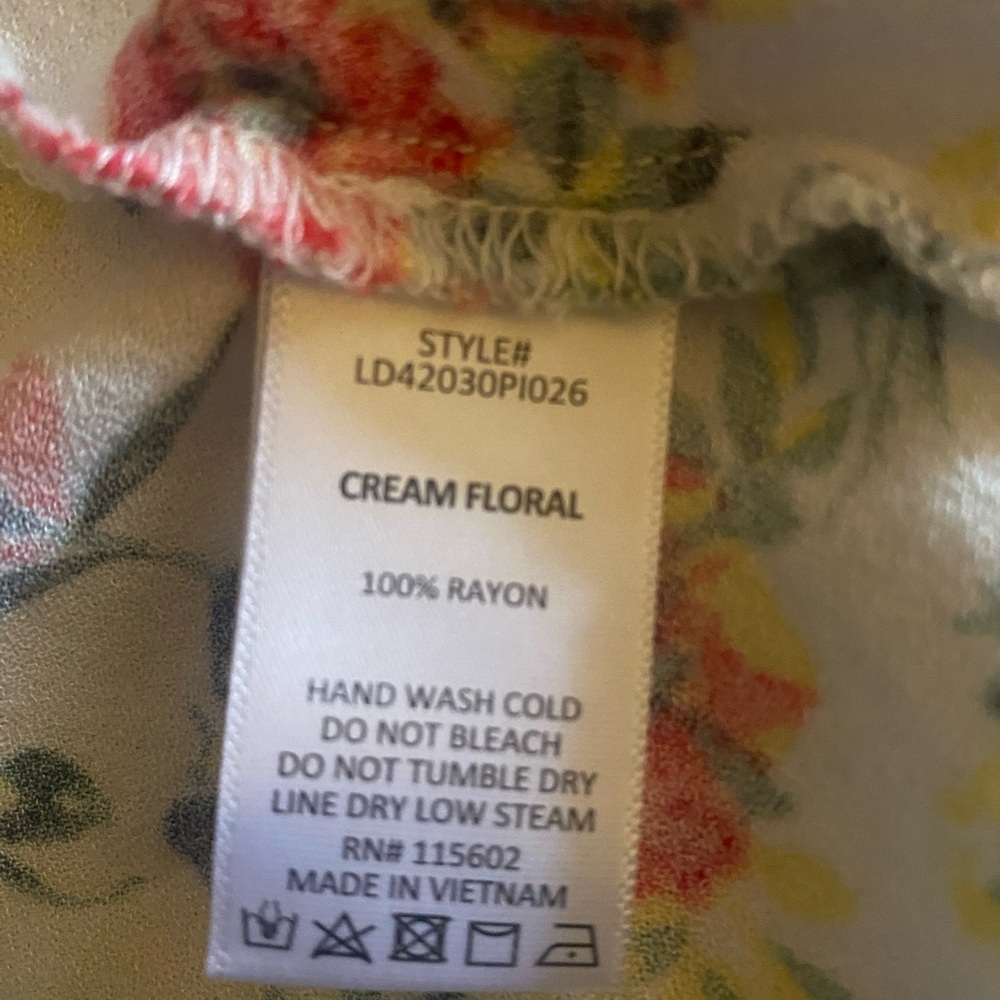 STYLE#
LD42030PI026
CREAM FLORAL
100% RAYON
HAND WASH COLD
DO NOT BLEACH
DO NOT TUMBLE DRY
LINE DRY LOW STEAM
RN# 115602
MADE IN VIETNAM